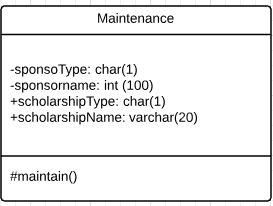 Maintenance
-sponsoType: char(1)
-sponsorname: int (100)
+scholarshipType: char(1)
+scholarshipName: varchar(20)
#maintain()